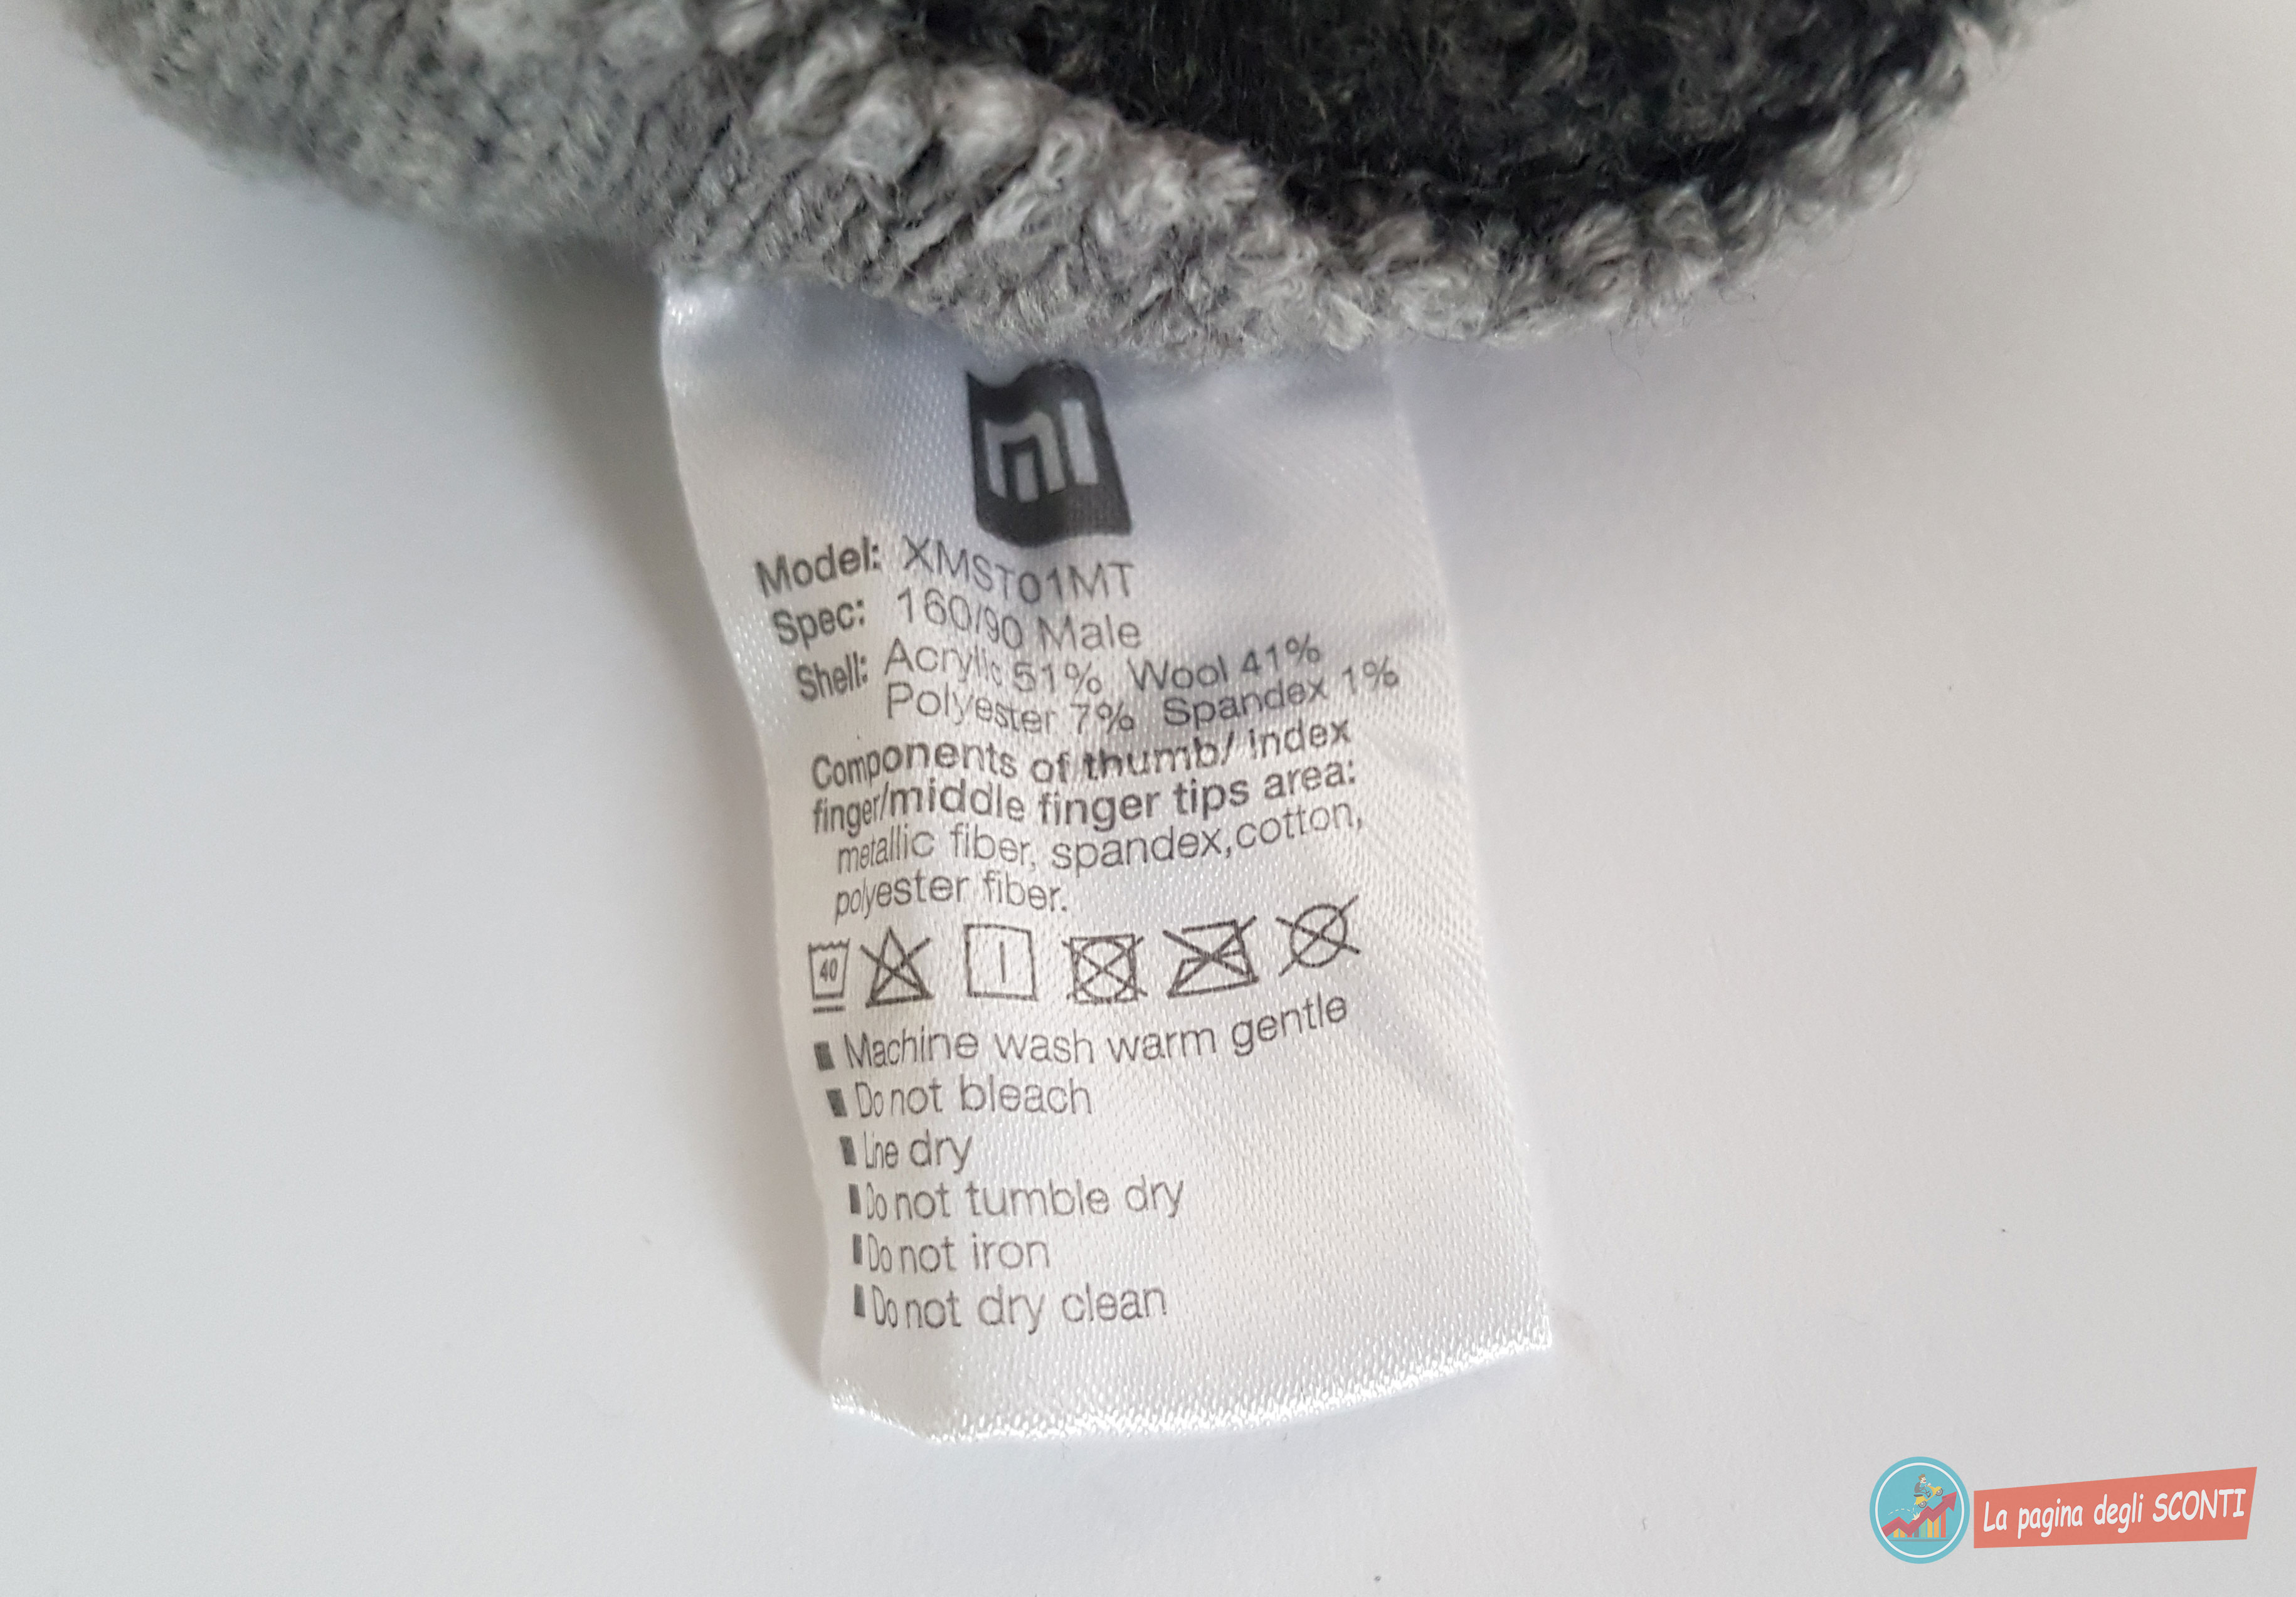 mi
Model: XMST01MT
Spec: 160/90 Male
Shell: Acrylic 51% Wool 41%
Polyester 7% Spandex 1%
Components of thumb/ index
finger/middle finger tips area:
metallic fiber, spandex,cotton,
polyester fiber.
40
Machine wash warm gentle
Do not bleach
Line dry
Do not tumble dry
Do not iron
Do not dry clean
La pagina degli SCONTI